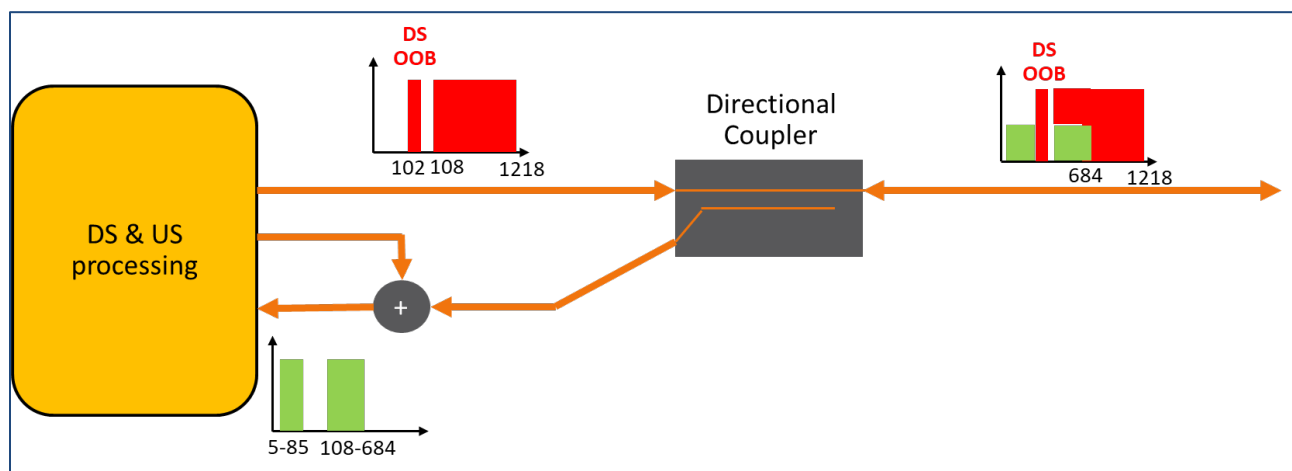 DS
OOB
102 108
1218
Directional
Coupler
DS
OOB
684
1218
DS & US
processing
+
5-85 108-684